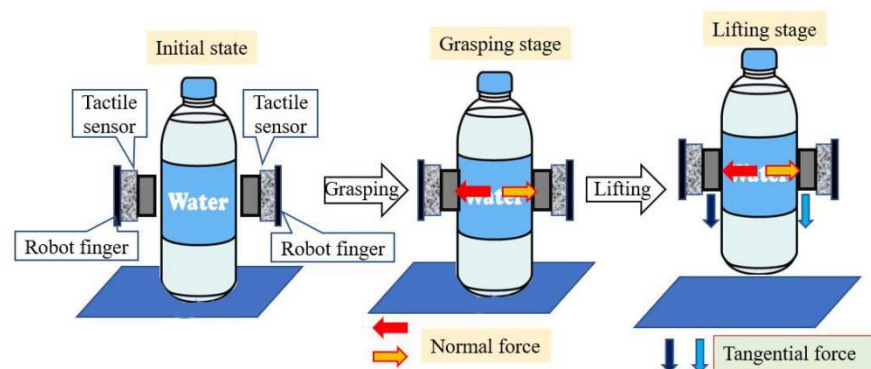 Initial state
Grasping stage
Lifting stage
Tactile
sensor
Tactile
sensor
Water
Robot finger
Robot finger
Grasping
Water
Lifting
Water
Normal force
Tangential force